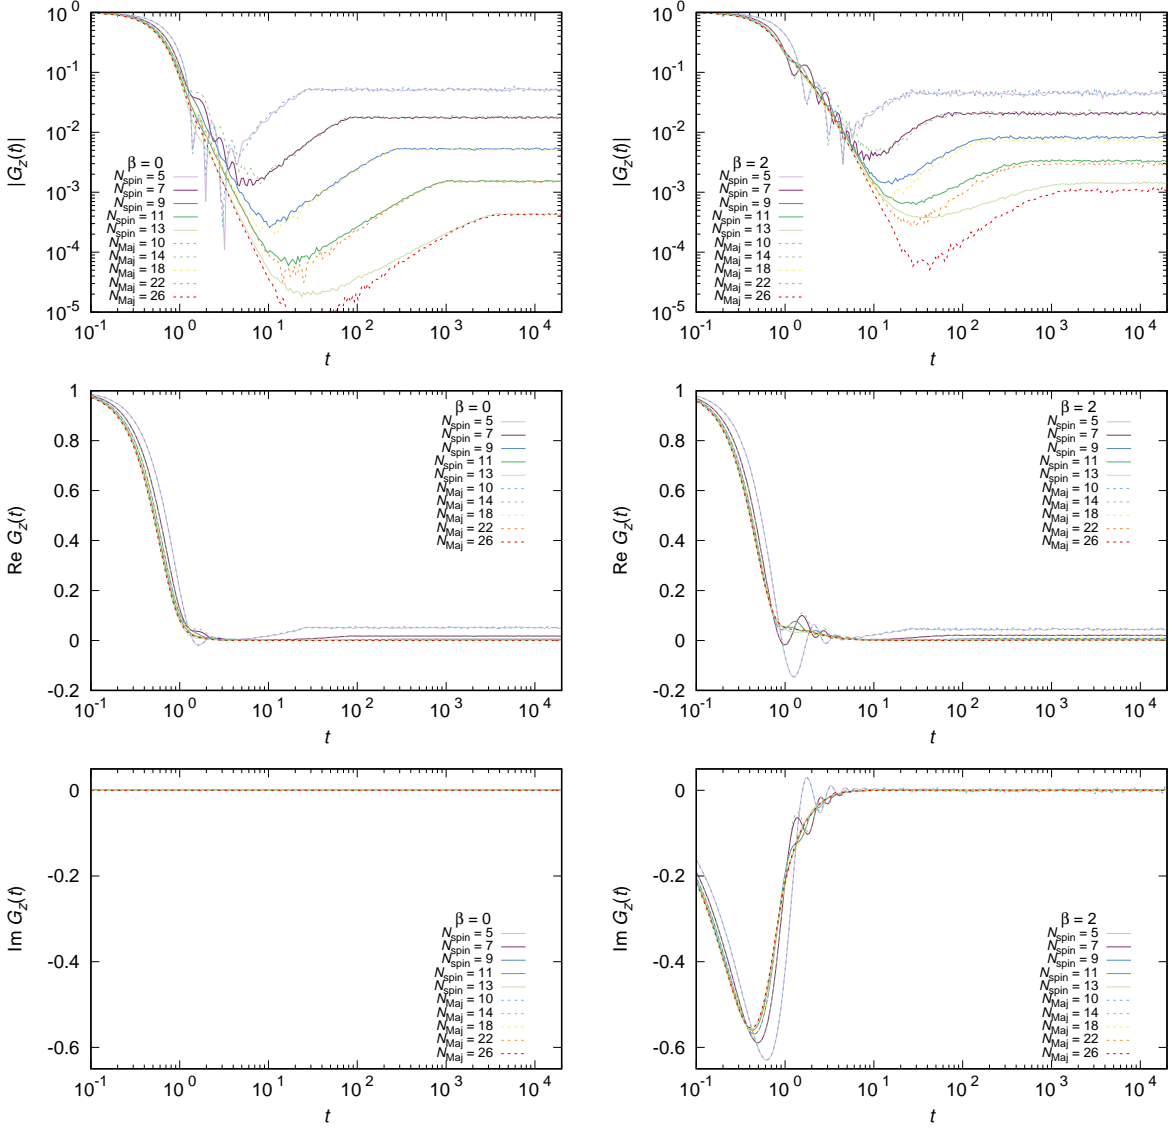 10^0
10^-1
10^-2
10^-3
10^-4
10^-5
|G_z(t)|
β = 0
N_spin = 5
N_spin = 7
N_spin = 9
N_spin = 11
N_spin = 13
N_Maj = 10
N_Maj = 14
N_Maj = 18
N_Maj = 22
N_Maj = 26
10^-1 10^0 10^1 10^2 10^3 10^4
t
10^0
10^-1
10^-2
10^-3
10^-4
10^-5
|G_z(t)|
β = 2
N_spin = 5
N_spin = 7
N_spin = 9
N_spin = 11
N_spin = 13
N_Maj = 10
N_Maj = 14
N_Maj = 18
N_Maj = 22
N_Maj = 26
10^-1 10^0 10^1 10^2 10^3 10^4
t
1
0.8
0.6
0.4
0.2
0
-0.2
Re G_z(t)
β = 0
N_spin = 5
N_spin = 7
N_spin = 9
N_spin = 11
N_spin = 13
N_Maj = 10
N_Maj = 14
N_Maj = 18
N_Maj = 22
N_Maj = 26
10^-1 10^0 10^1 10^2 10^3 10^4
t
1
0.8
0.6
0.4
0.2
0
-0.2
Re G_z(t)
β = 2
N_spin = 5
N_spin = 7
N_spin = 9
N_spin = 11
N_spin = 13
N_Maj = 10
N_Maj = 14
N_Maj = 18
N_Maj = 22
N_Maj = 26
10^-1 10^0 10^1 10^2 10^3 10^4
t
0
-0.2
-0.4
-0.6
Im G_z(t)
β = 0
N_spin = 5
N_spin = 7
N_spin = 9
N_spin = 11
N_spin = 13
N_Maj = 10
N_Maj = 14
N_Maj = 18
N_Maj = 22
N_Maj = 26
10^-1 10^0 10^1 10^2 10^3 10^4
t
0
-0.2
-0.4
-0.6
Im G_z(t)
β = 2
N_spin = 5
N_spin = 7
N_spin = 9
N_spin = 11
N_spin = 13
N_Maj = 10
N_Maj = 14
N_Maj = 18
N_Maj = 22
N_Maj = 26
10^-1 10^0 10^1 10^2 10^3 10^4
t